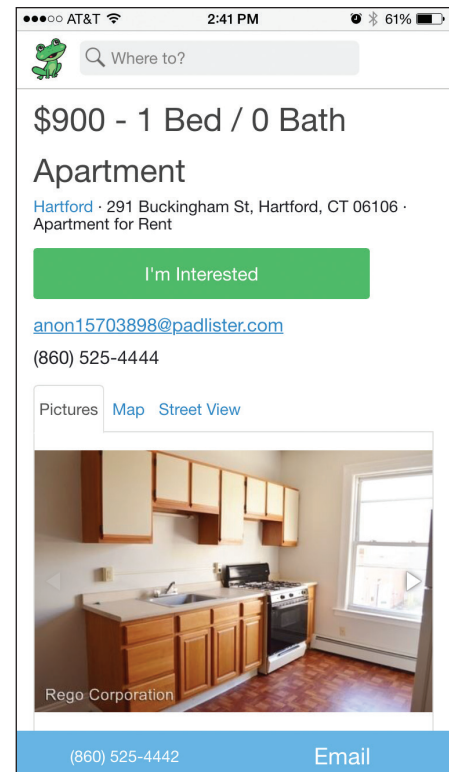 AT&T 2:41 PM 61%
Where to?
$900 - 1 Bed / 0 Bath
Apartment
Hartford · 291 Buckingham St, Hartford, CT 06106 ·
Apartment for Rent
I'm Interested
anon15703898@padlister.com
(860) 525-4444
Pictures Map Street View
Rego Corporation
(860) 525-4442 Email